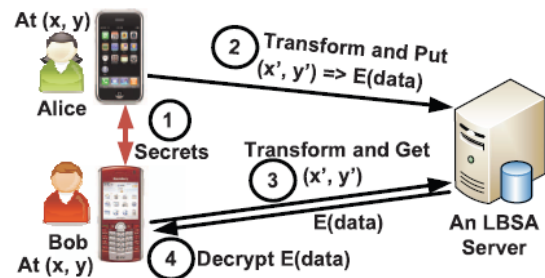 At (x, y)
Alice
1
Secrets
2
Transform and Put
(x', y') => E(data)
Transform and Get
3
(x', y')
E(data)
4
Decrypt E(data)
Bob
At (x, y)
An LBSA
Server